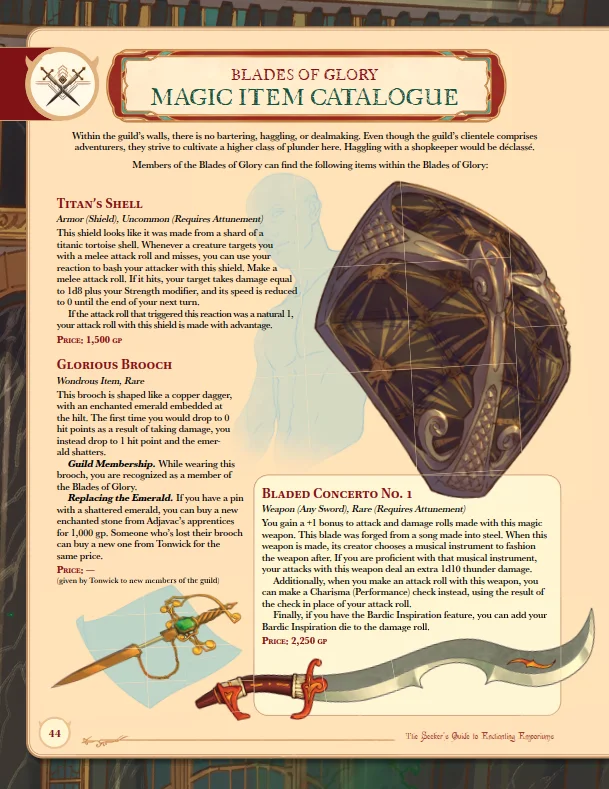 BLADES OF GLORY
MAGIC ITEM CATALOGUE
Within the guild's walls, there is no bartering, haggling, or dealmaking. Even though the guild's clientele comprises
adventurers, they strive to cultivate a higher class of plunder here. Haggling with a shopkeeper would be déclassé.
Members of the Blades of Glory can find the following items within the Blades of Glory:
TITAN'S SHELL
Armor (Shield), Uncommon (Requires Attunement)
This shield looks like it was made from a shard of a
titanic tortoise shell. Whenever a creature targets you
with a melee attack roll and misses, you can use your
reaction to bash your attacker with this shield. Make a
melee attack roll. If it hits, your target takes damage equal
to 1d8 plus your Strength modifier, and its speed is reduced
to 0 until the end of your next turn.
If the attack roll that triggered this reaction was a natural 1,
your attack roll with this shield is made with advantage.
PRICE: 1,500 GP
GLORIOUS BROOCH
Wondrous Item, Rare
This brooch is shaped like a copper dagger,
with an enchanted emerald embedded at
the hilt. The first time you would drop to 0
hit points as a result of taking damage, you
instead drop to 1 hit point and the emer-
ald shatters.
Guild Membership. While wearing this
brooch, you are recognized as a member of
the Blades of Glory.
Replacing the Emerald. If you have a pin
with a shattered emerald, you can buy a new
enchanted stone from Adjavac's apprentices
for 1,000 gp. Someone who's lost their brooch
can buy a new one from Tonwick for the
same price.
PRICE: —
(given by Tonwick to new members of the guild)
BLADED CONCERTO NO. 1
Weapon (Any Sword), Rare (Requires Attunement)
You gain a +1 bonus to attack and damage rolls made with this magic
weapon. This blade was forged from a song made into steel. When this
weapon is made, its creator chooses a musical instrument to fashion
the weapon after. If you are proficient with that musical instrument,
your attacks with this weapon deal an extra 1d10 thunder damage.
Additionally, when you make an attack roll with this weapon, you
can make a Charisma (Performance) check instead, using the result of
the check in place of your attack roll.
Finally, if you have the Bardic Inspiration feature, you can add your
Bardic Inspiration die to the damage roll.
PRICE: 2,250 GP
44
The Seeker's Guide to Enchanting Emporiums